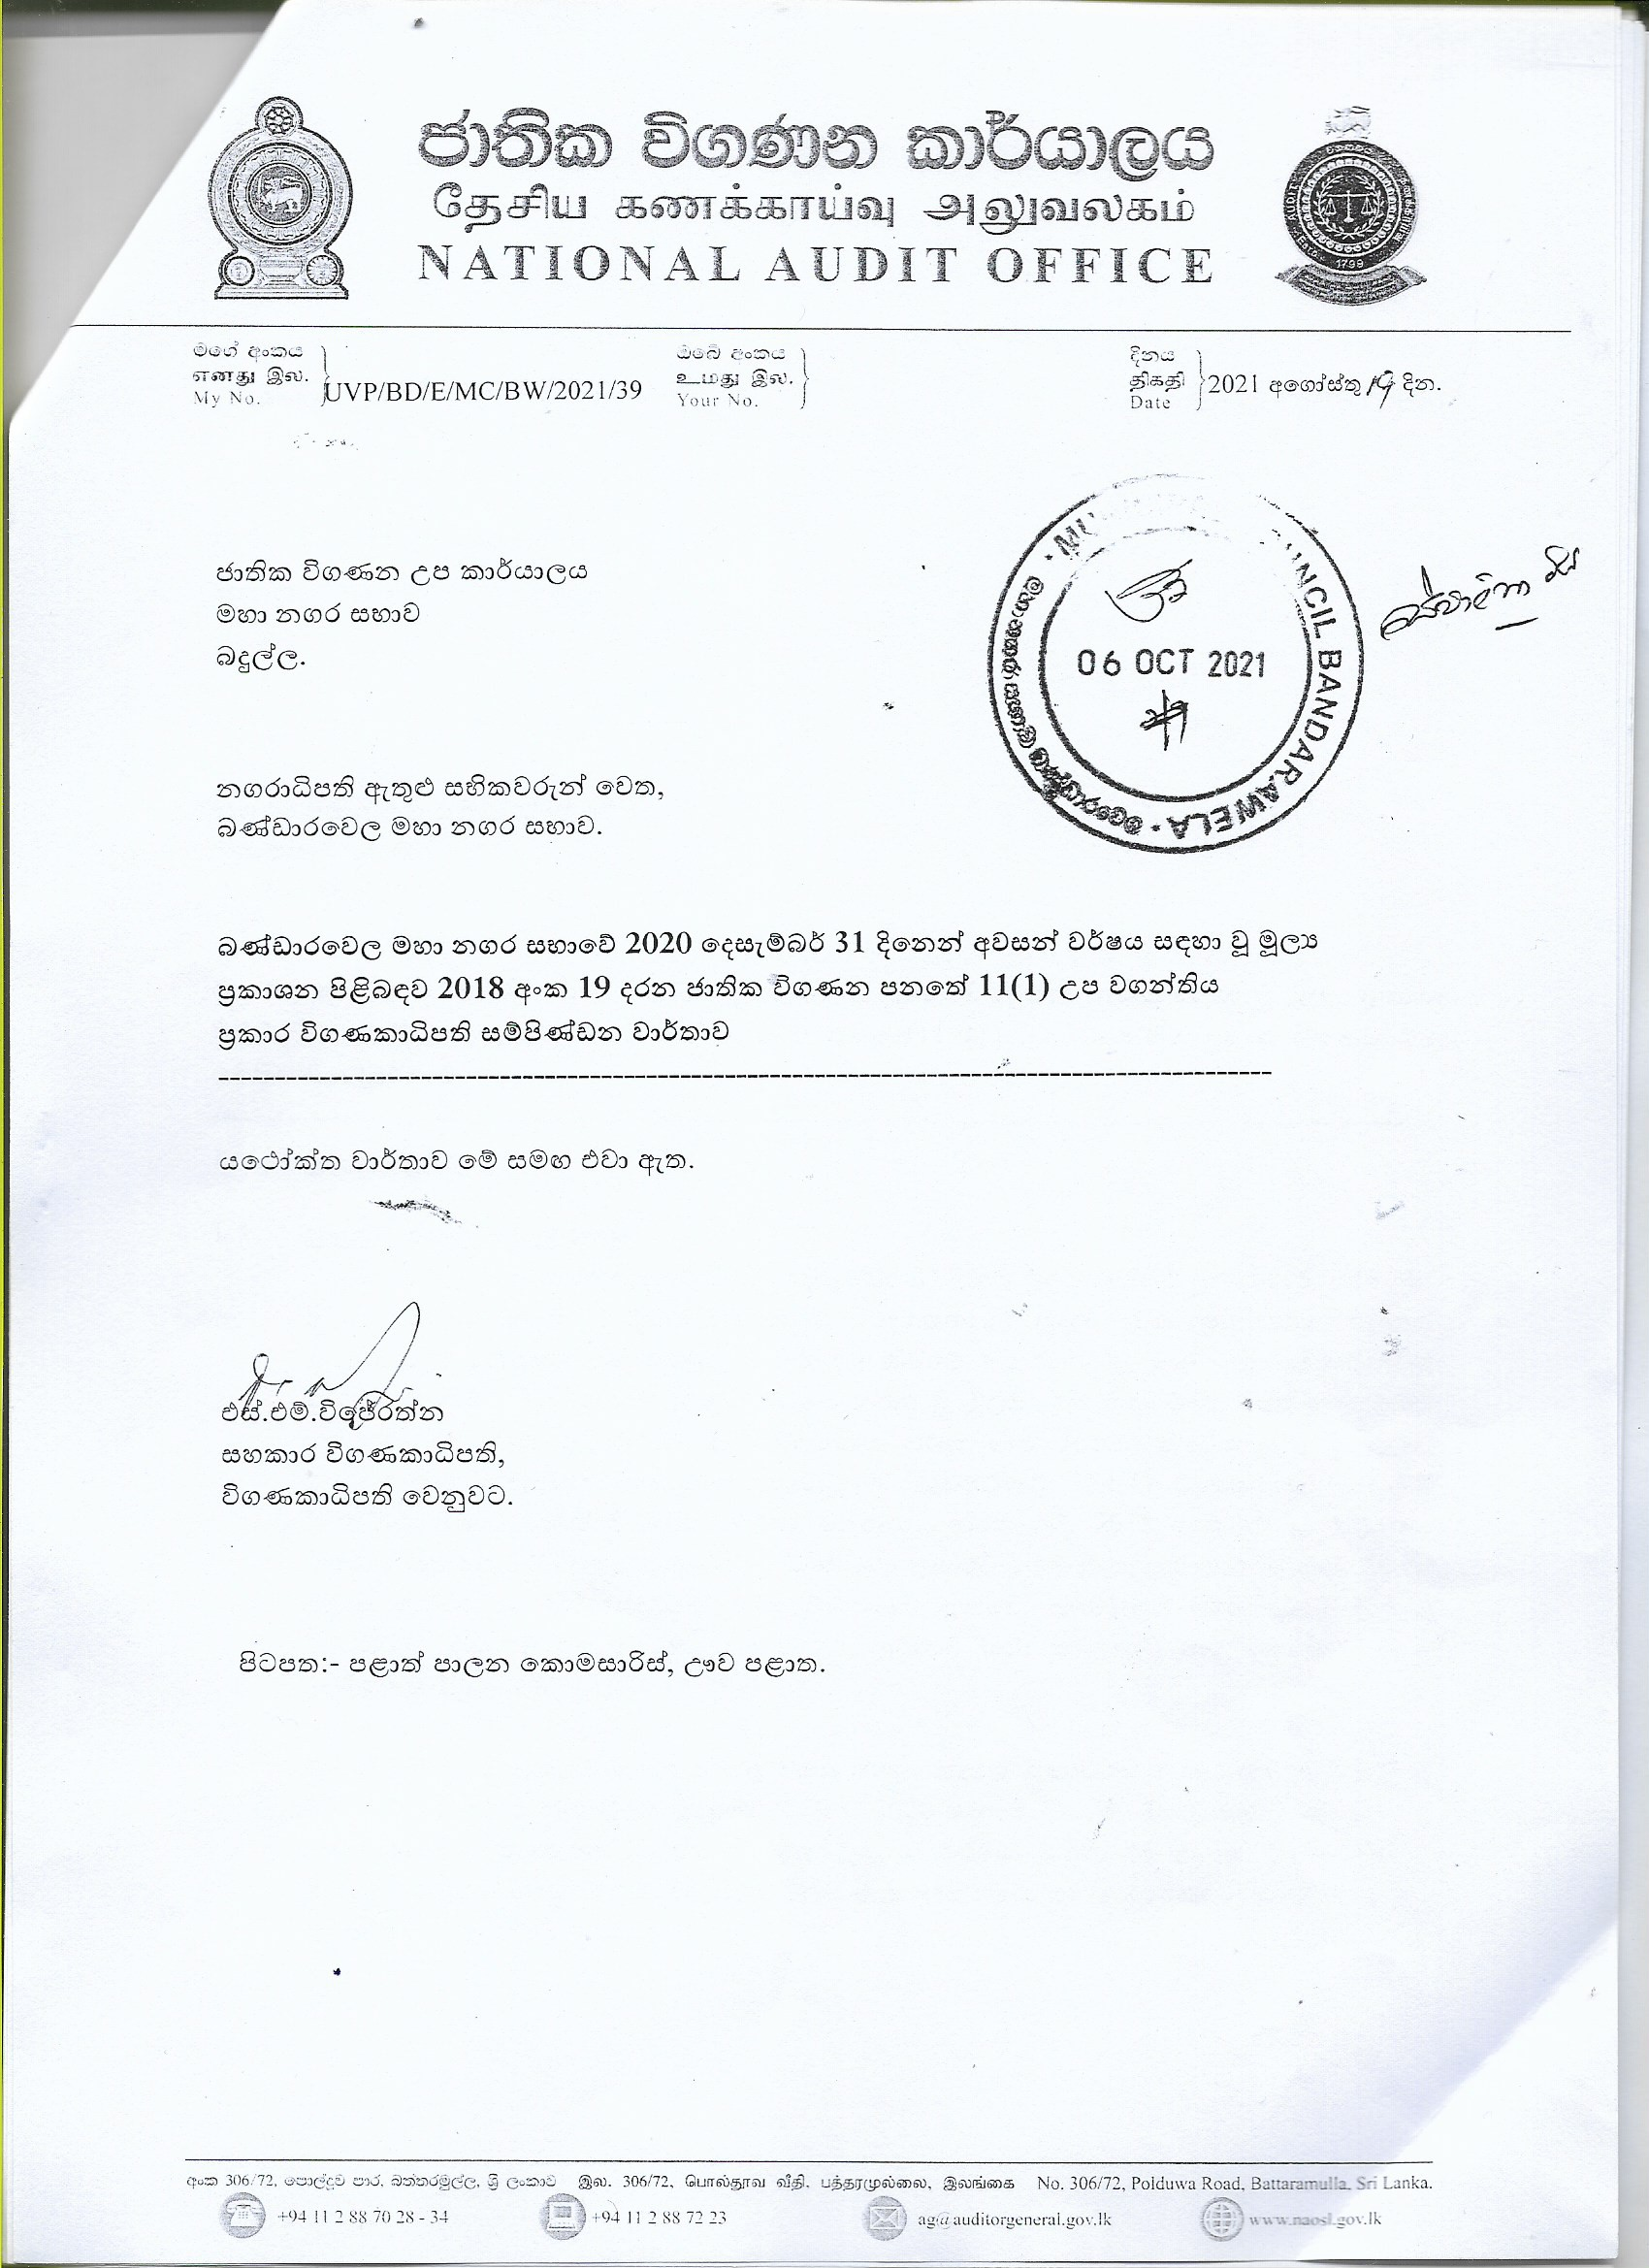 ජාතික විගණන කාර්යාලය
தேசிய கணக்காய்வு அலுவலகம்
NATIONAL AUDIT OFFICE
මගේ අංකය
எனது இல.
My No.
UVP/BD/E/MC/BW/2021/39
ඔබේ අංකය
உமது இல.
Your No.
දිනය
திகதி
Date
2021 අගෝස්තු 19 දින.
ජාතික විගණන උප කාර්යාලය
මහා නගර සභාව
බදුල්ල.
COUNCIL BANDARAWELA
06 OCT 2021
නගරාධිපති ඇතුළු සභිකවරුන් වෙත,
බණ්ඩාරවෙල මහා නගර සභාව.
බණ්ඩාරවෙල මහා නගර සභාවේ 2020 දෙසැම්බර් 31 දිනෙන් අවසන් වර්ෂය සඳහා වූ මූල්‍ය
ප්‍රකාශන පිළිබඳව 2018 අංක 19 දරන ජාතික විගණන පනතේ 11(1) උප වගන්තිය
ප්‍රකාර විගණකාධිපති සම්පිණ්ඩන වාර්තාව
යථෝක්ත වාර්තාව මේ සමඟ එවා ඇත.
එස්.එම්.විජේරත්න
සහකාර විගණකාධිපති,
විගණකාධිපති වෙනුවට.
පිටපත:- පළාත් පාලන කොමසාරිස්, ඌව පළාත.
අංක 306/72, පොල්දූව පාර, බත්තරමුල්ල, ශ්‍රී ලංකාව இல. 306/72, பொல்தூவ வீதி, பத்தரமுல்லை, இலங்கை No. 306/72, Polduwa Road, Battaramulla, Sri Lanka.
+94 11 2 88 70 28 - 34 +94 11 2 88 72 23 ag@auditorgeneral.gov.lk www.naosl.gov.lk